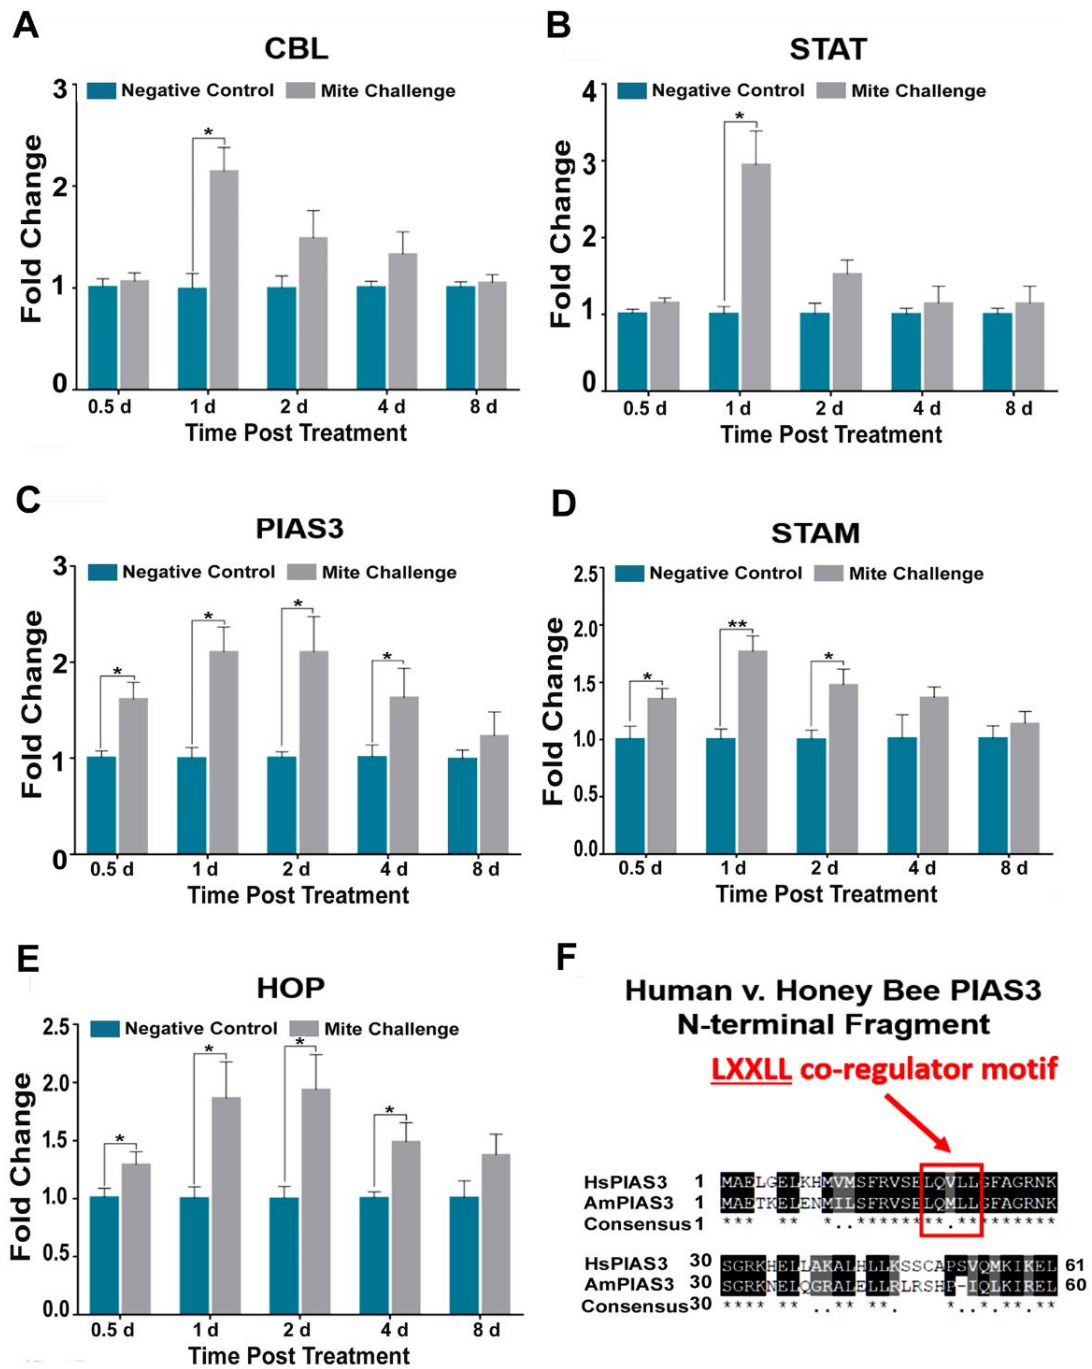 A
CBL
Negative Control Mite Challenge
Fold Change
3
2
1
0
*
0.5 d 1 d 2 d 4 d 8 d
Time Post Treatment
B
STAT
Negative Control Mite Challenge
Fold Change
4
3
2
1
0
*
0.5 d 1 d 2 d 4 d 8 d
Time Post Treatment
C
PIAS3
Negative Control Mite Challenge
Fold Change
3
2
1
0
* * * *
0.5 d 1 d 2 d 4 d 8 d
Time Post Treatment
D
STAM
Negative Control Mite Challenge
Fold Change
2.5
2.0
1.5
1.0
0.5
0.0
* ** *
0.5 d 1 d 2 d 4 d 8 d
Time Post Treatment
E
HOP
Negative Control Mite Challenge
Fold Change
2.5
2.0
1.5
1.0
0.5
0.0
* * * *
0.5 d 1 d 2 d 4 d 8 d
Time Post Treatment
F
Human v. Honey Bee PIAS3
N-terminal Fragment
LXXLL co-regulator motif
HsPIAS3 1 MAELGELKHMVMSFRVSELQVLLGFAGRNK
AmPIAS3 1 MAETKELENMILSFRVSELQMLLGFAGRNK
Consensus 1 ***  **  *..********.*********
HsPIAS3 30 SGRKHELLAKALHLLKSSCAPSVQMKIKEL 61
AmPIAS3 30 SGRKNELQGRALELLRLRSHP-IQLKIREL 60
Consensus 30 **** ** ..** **.    *..*.**.**